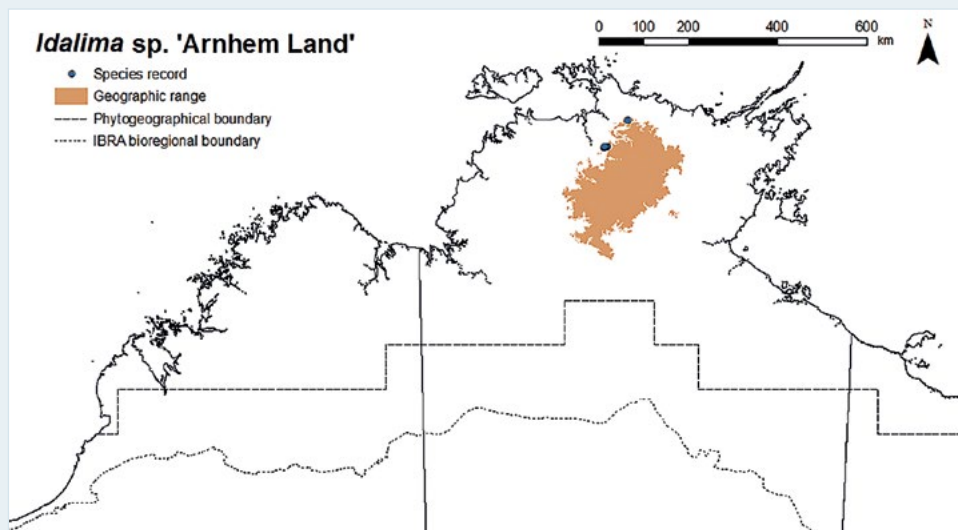 Idalima sp. 'Arnhem Land'
0 100 200 400 600
km
N
Species record
Geographic range
Phytogeographical boundary
IBRA bioregional boundary